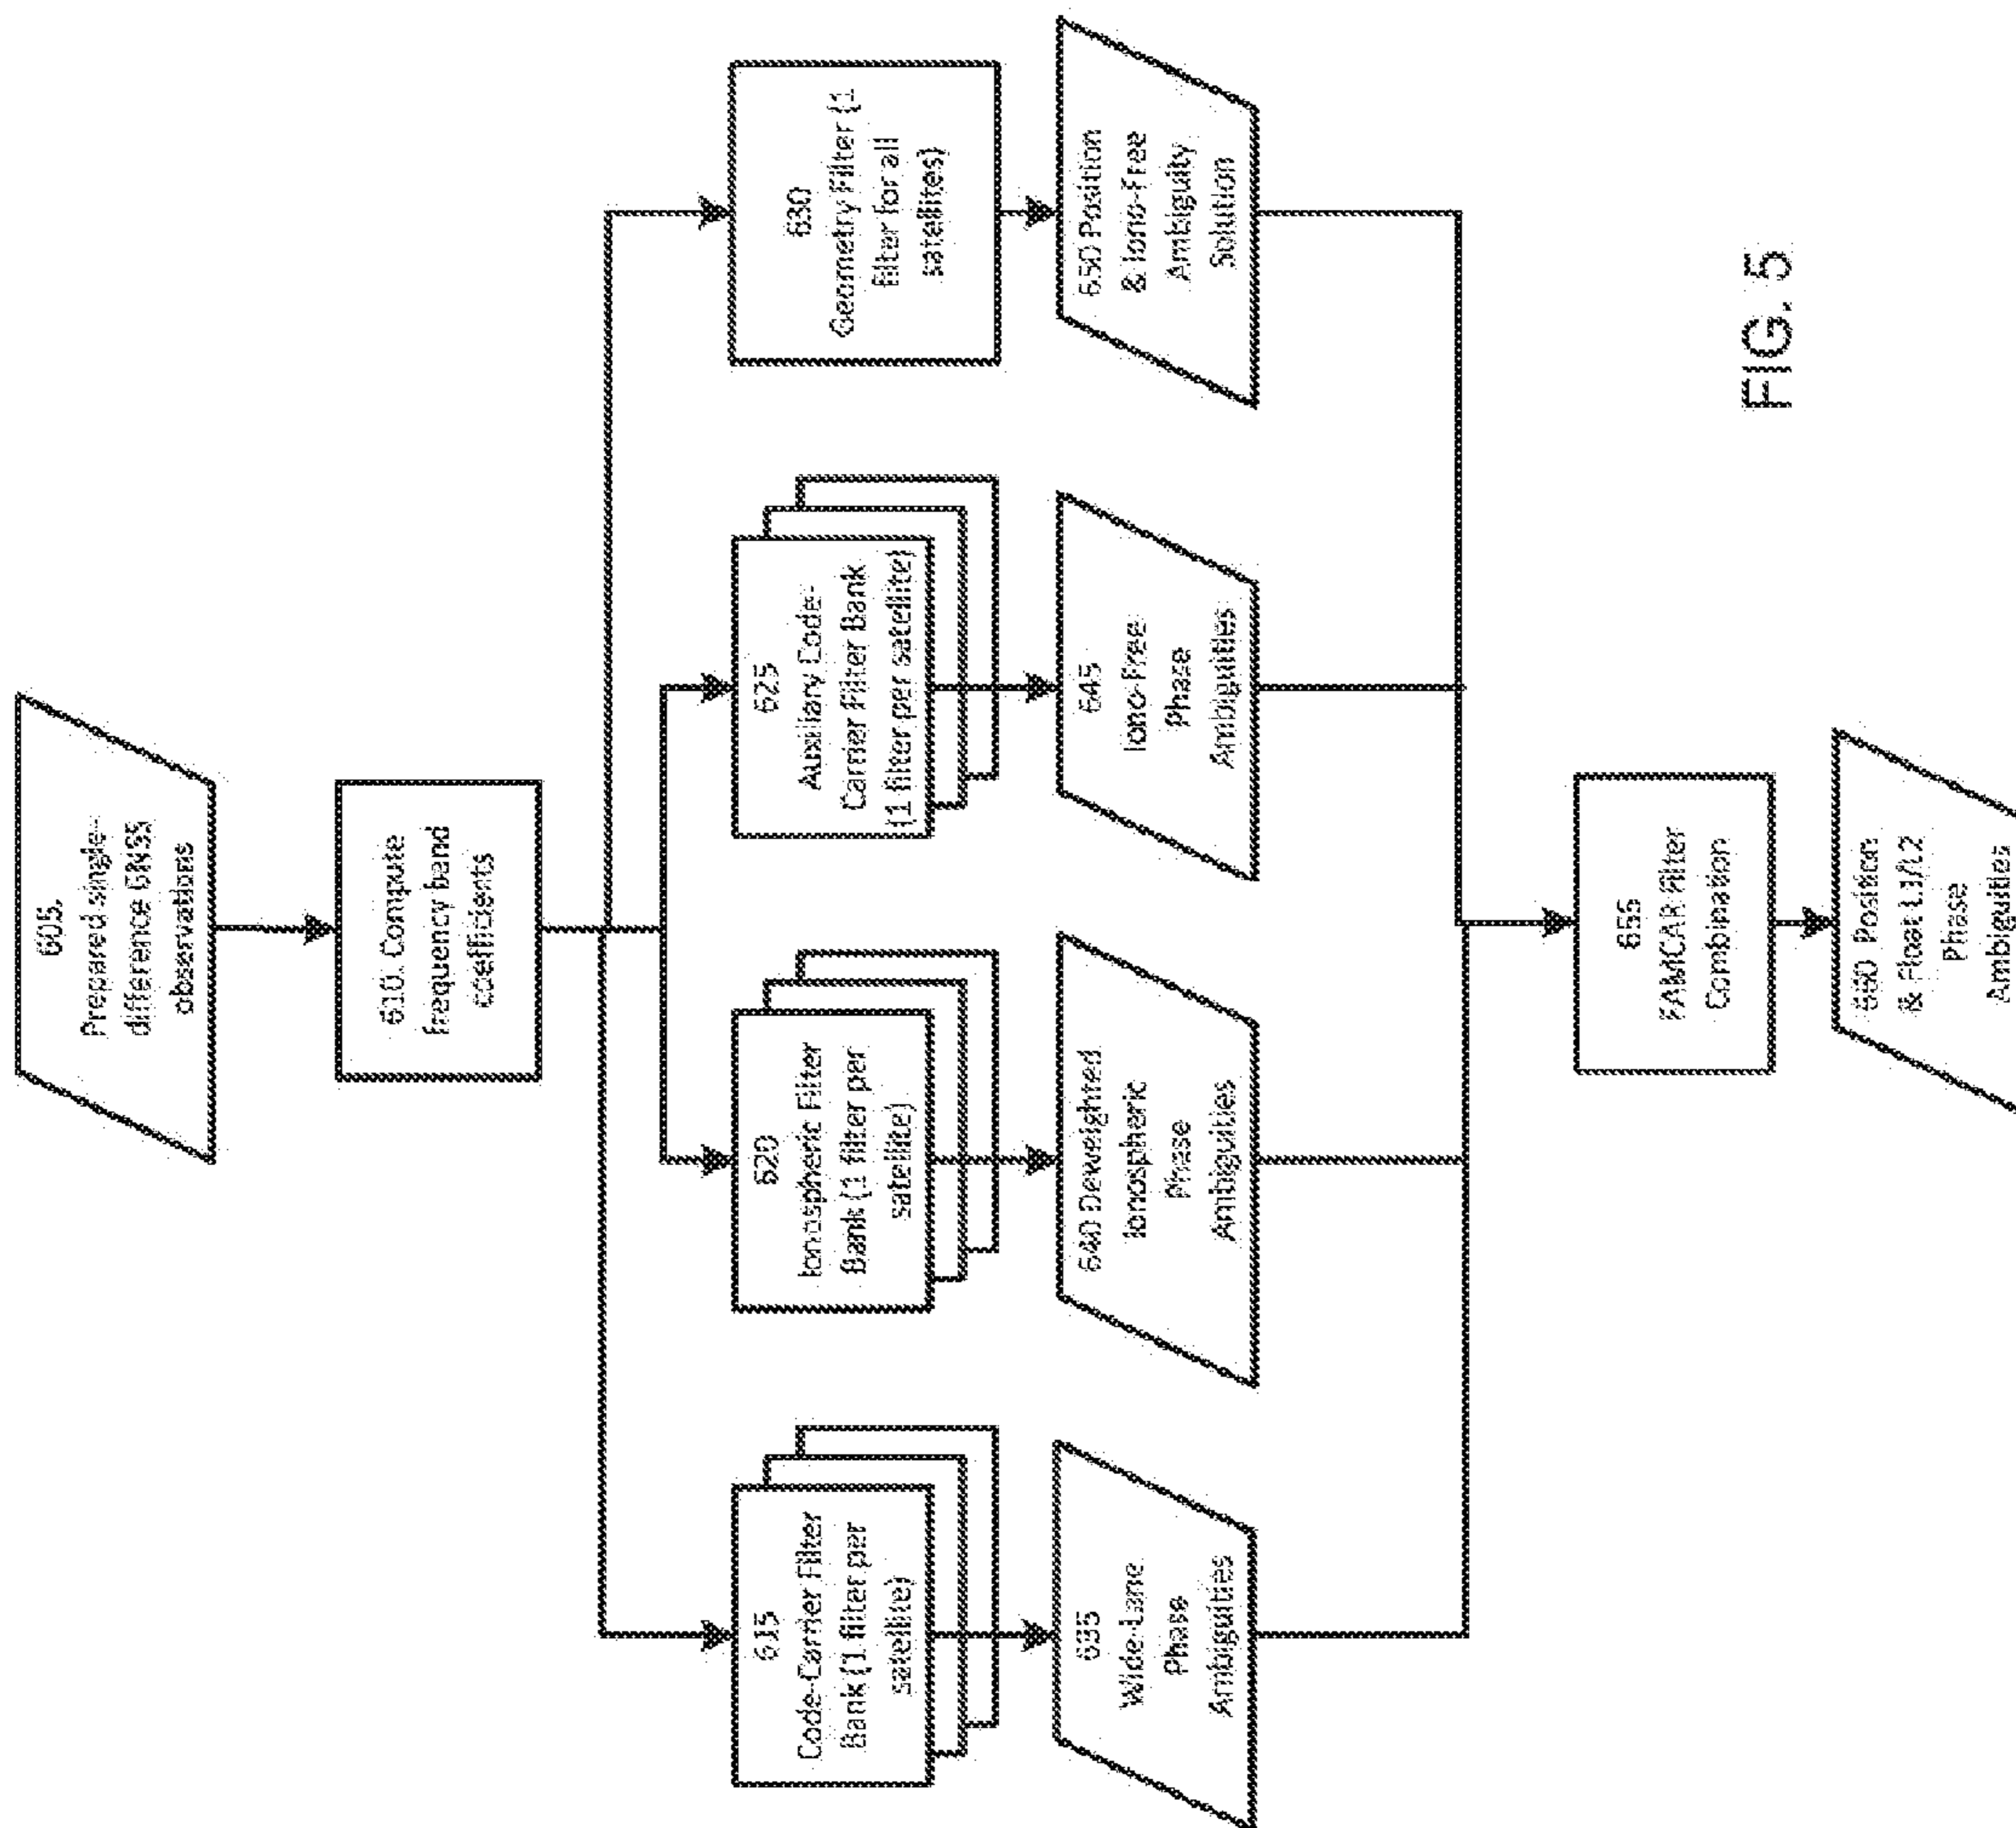 605.
Prepared single-
difference GNSS
observations
610. Compute
frequency band
coefficients
615
Code-Carrier Filter
Bank (1 filter per
satellite)
620
Ionospheric Filter
Bank (1 filter per
satellite)
625
Auxiliary Code-
Carrier Filter Bank
(1 filter per satellite)
630
Geometry Filter (1
filter for all
satellites)
635
Wide-Lane
Phase
Ambiguities
640 Deweighted
Ionospheric
Phase
Ambiguities
645
Iono-Free
Phase
Ambiguities
650 Position
& Iono-Free
Ambiguity
Solution
655
FAMCAR filter
Combination
Position
& Float L1/L2
Phase
Ambiguities
FIG. 5